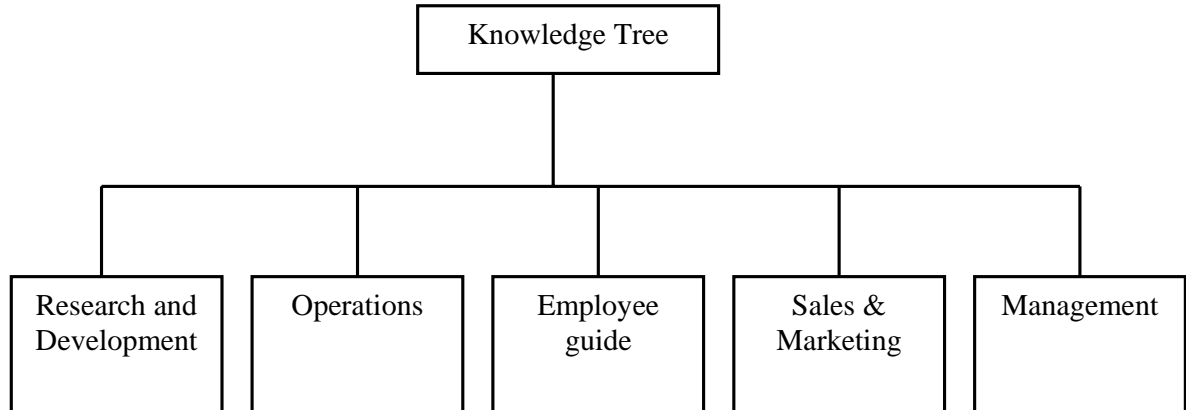 Knowledge Tree
Research and
Development
Operations
Employee
guide
Sales &
Marketing
Management